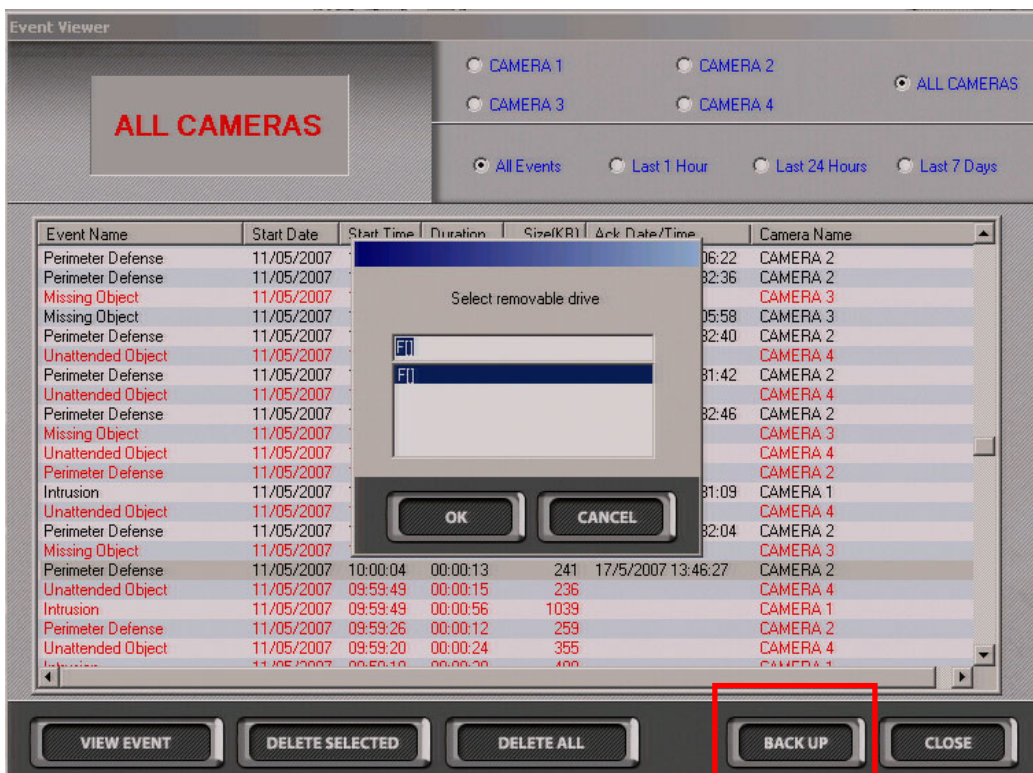 Event Viewer
CAMERA 1 CAMERA 2
ALL CAMERAS
CAMERA 3 CAMERA 4
ALL CAMERAS
All Events Last 1 Hour Last 24 Hours Last 7 Days
Event Name Start Date Start Time Duration Size(KB) Ack Date/Time Camera Name
Perimeter Defense 11/05/2007 06:22 CAMERA 2
Perimeter Defense 11/05/2007 32:36 CAMERA 2
Missing Object 11/05/2007 CAMERA 3
Missing Object 11/05/2007 05:58 CAMERA 3
Perimeter Defense 11/05/2007 32:40 CAMERA 2
Unattended Object 11/05/2007 CAMERA 4
Perimeter Defense 11/05/2007 31:42 CAMERA 2
Unattended Object 11/05/2007 CAMERA 4
Perimeter Defense 11/05/2007 32:46 CAMERA 2
Missing Object 11/05/2007 CAMERA 3
Unattended Object 11/05/2007 CAMERA 4
Perimeter Defense 11/05/2007 CAMERA 2
Intrusion 11/05/2007 31:09 CAMERA 1
Unattended Object 11/05/2007 CAMERA 4
Perimeter Defense 11/05/2007 32:04 CAMERA 2
Missing Object 11/05/2007 CAMERA 3
Perimeter Defense 11/05/2007 10:00:04 00:00:13 241 17/5/2007 13:46:27 CAMERA 2
Unattended Object 11/05/2007 09:59:49 00:00:15 236 CAMERA 4
Intrusion 11/05/2007 09:59:49 00:00:56 1039 CAMERA 1
Perimeter Defense 11/05/2007 09:59:26 00:00:12 259 CAMERA 2
Unattended Object 11/05/2007 09:59:20 00:00:24 355 CAMERA 4
Select removable drive
F[]
F[]
OK CANCEL
VIEW EVENT DELETE SELECTED DELETE ALL BACK UP CLOSE